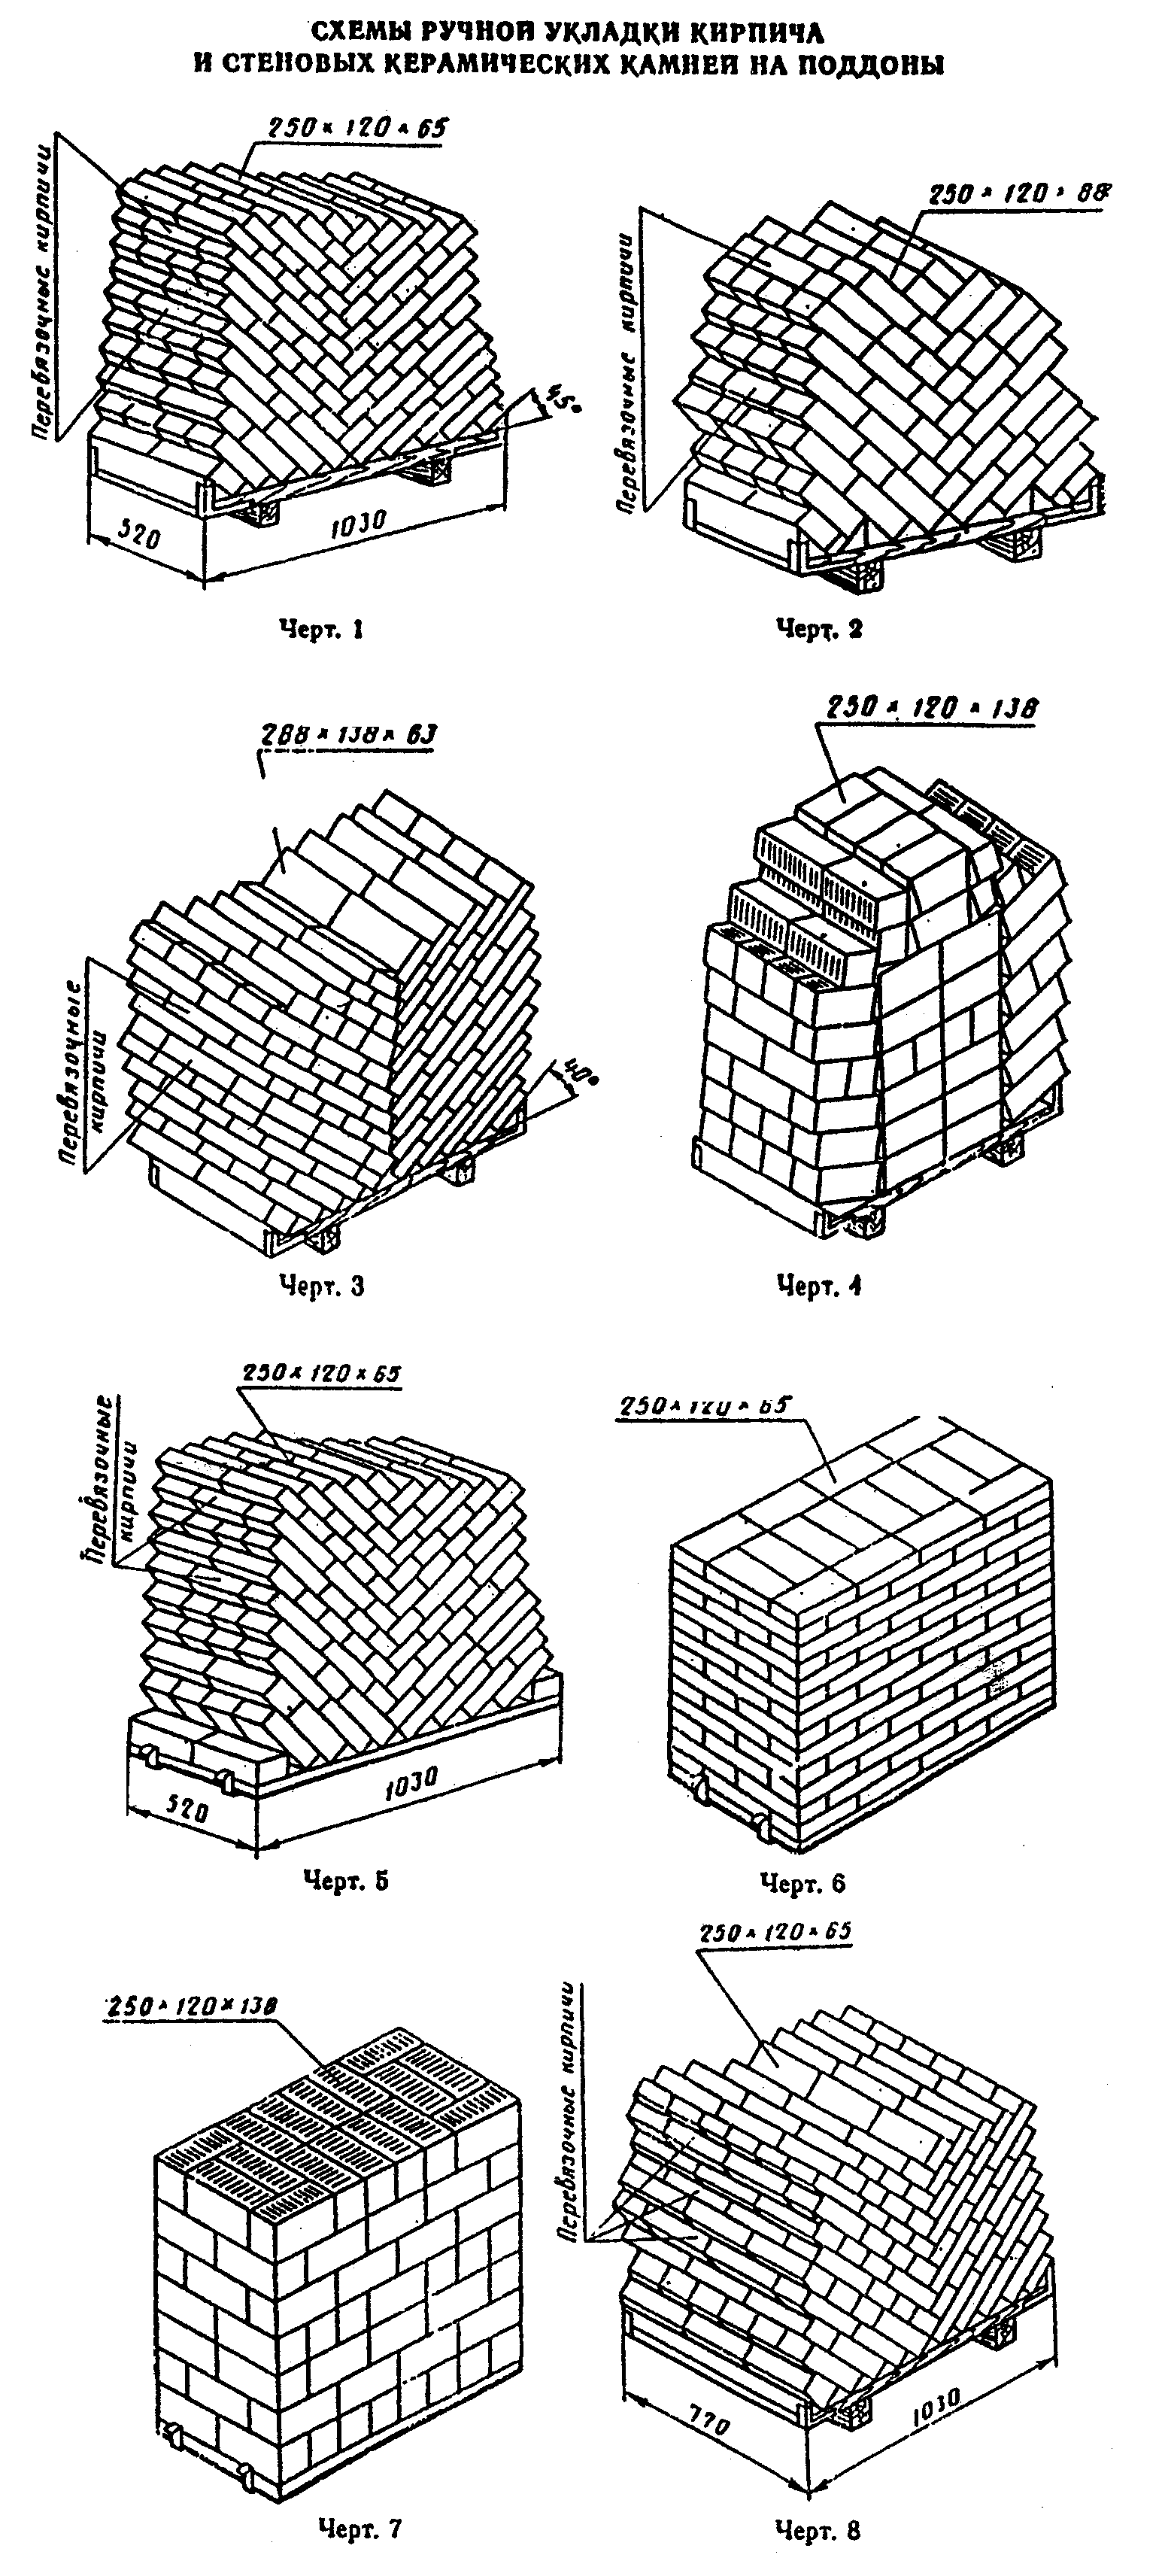 СХЕМЫ РУЧНОЙ УКЛАДКИ КИРПИЧА
И СТЕНОВЫХ КЕРАМИЧЕСКИХ КАМНЕЙ НА ПОДДОНЫ
250 × 120 × 65
Перевязочные кирпичи
45°
520
1030
Черт. 1
250 × 120 × 88
Перевязочные кирпичи
Черт. 2
288 × 138 × 63
Перевязочные
кирпичи
40°
Черт. 3
250 × 120 × 138
Черт. 4
250 × 120 × 65
Перевязочные
кирпичи
520
1030
Черт. 5
250 × 120 × 65
Черт. 6
250 × 120 × 138
Черт. 7
250 × 120 × 65
Перевязочные кирпичи
770
1030
Черт. 8